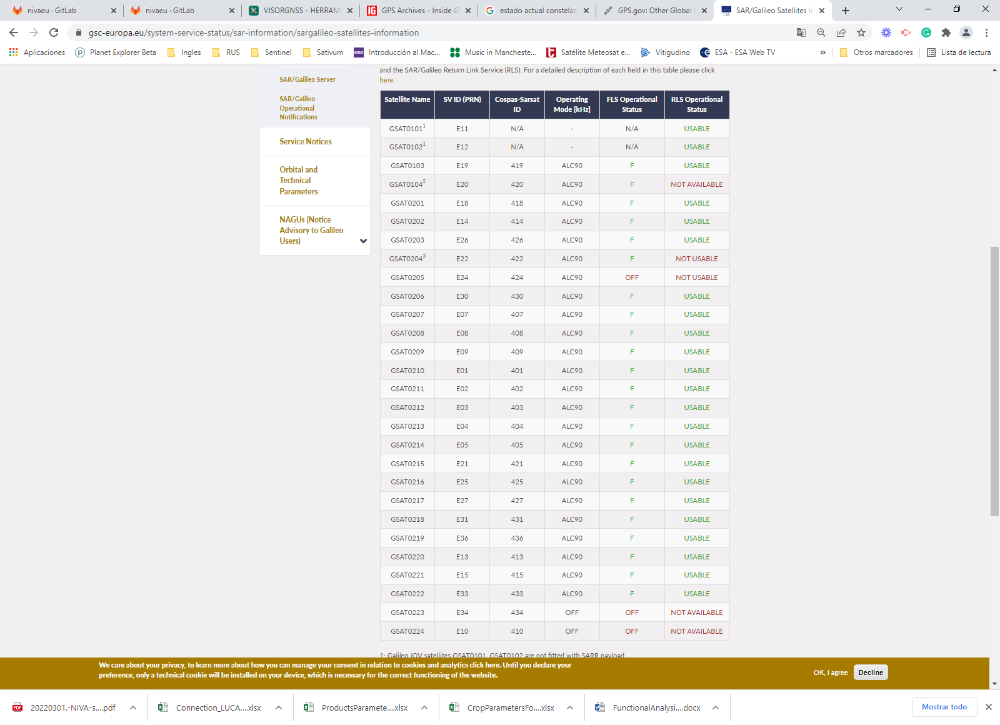 nivaeu · GitLab
nivaeu · GitLab
VISORGNSS - HERRAMI
GPS Archives - Inside G
estado actual constelac
GPS.gov: Other Global
SAR/Galileo Satellites I
gsc-europa.eu/system-service-status/sar-information/sargalileo-satellites-information
Aplicaciones Planet Explorer Beta Ingles RUS Sentinel Sativum Introducción al Mac... Music in Mancheste... Satélite Meteosat e... Vitigudino ESA - ESA Web TV » Otros marcadores Lista de lectura
SAR/Galileo Server
SAR/Galileo
Operational
Notifications
Service Notices
Orbital and
Technical
Parameters
NAGUs (Notice
Advisory to Galileo
Users)
and the SAR/Galileo Return Link Service (RLS). For a detailed description of each field in this table please click
here.
Satellite Name SV ID (PRN) Cospas-Sarsat ID Operating Mode [kHz] FLS Operational Status RLS Operational Status
GSAT0101¹ E11 N/A - N/A USABLE
GSAT0102¹ E12 N/A - N/A USABLE
GSAT0103 E19 419 ALC90 F USABLE
GSAT0104² E20 420 ALC90 F NOT AVAILABLE
GSAT0201 E18 418 ALC90 F USABLE
GSAT0202 E14 414 ALC90 F USABLE
GSAT0203 E26 426 ALC90 F USABLE
GSAT0204³ E22 422 ALC90 F NOT USABLE
GSAT0205 E24 424 ALC90 OFF NOT USABLE
GSAT0206 E30 430 ALC90 F USABLE
GSAT0207 E07 407 ALC90 F USABLE
GSAT0208 E08 408 ALC90 F USABLE
GSAT0209 E09 409 ALC90 F USABLE
GSAT0210 E01 401 ALC90 F USABLE
GSAT0211 E02 402 ALC90 F USABLE
GSAT0212 E03 403 ALC90 F USABLE
GSAT0213 E04 404 ALC90 F USABLE
GSAT0214 E05 405 ALC90 F USABLE
GSAT0215 E21 421 ALC90 F USABLE
GSAT0216 E25 425 ALC90 F USABLE
GSAT0217 E27 427 ALC90 F USABLE
GSAT0218 E31 431 ALC90 F USABLE
GSAT0219 E36 436 ALC90 F USABLE
GSAT0220 E13 413 ALC90 F USABLE
GSAT0221 E15 415 ALC90 F USABLE
GSAT0222 E33 433 ALC90 F USABLE
GSAT0223 E34 434 OFF OFF NOT AVAILABLE
GSAT0224 E10 410 OFF OFF NOT AVAILABLE
1: Galileo IOV satellites GSAT0101, GSAT0102 are not fitted with SARR payload
We care about your privacy, to learn more about how you can manage your consent in relation to cookies and analytics click here. Until you declare your
preference, only a technical cookie will be installed on your device, which is necessary for the correct functioning of the website.
OK, I agree Decline
20220301.-NIVA-s....pdf Connection_LUCA....xlsx ProductsParamete....xlsx CropParametersFo....xlsx FunctionalAnalysi....docx Mostrar todo